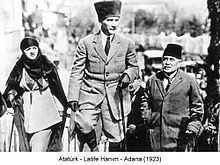 Atatürk - Latife Hanım - Adana (1923)